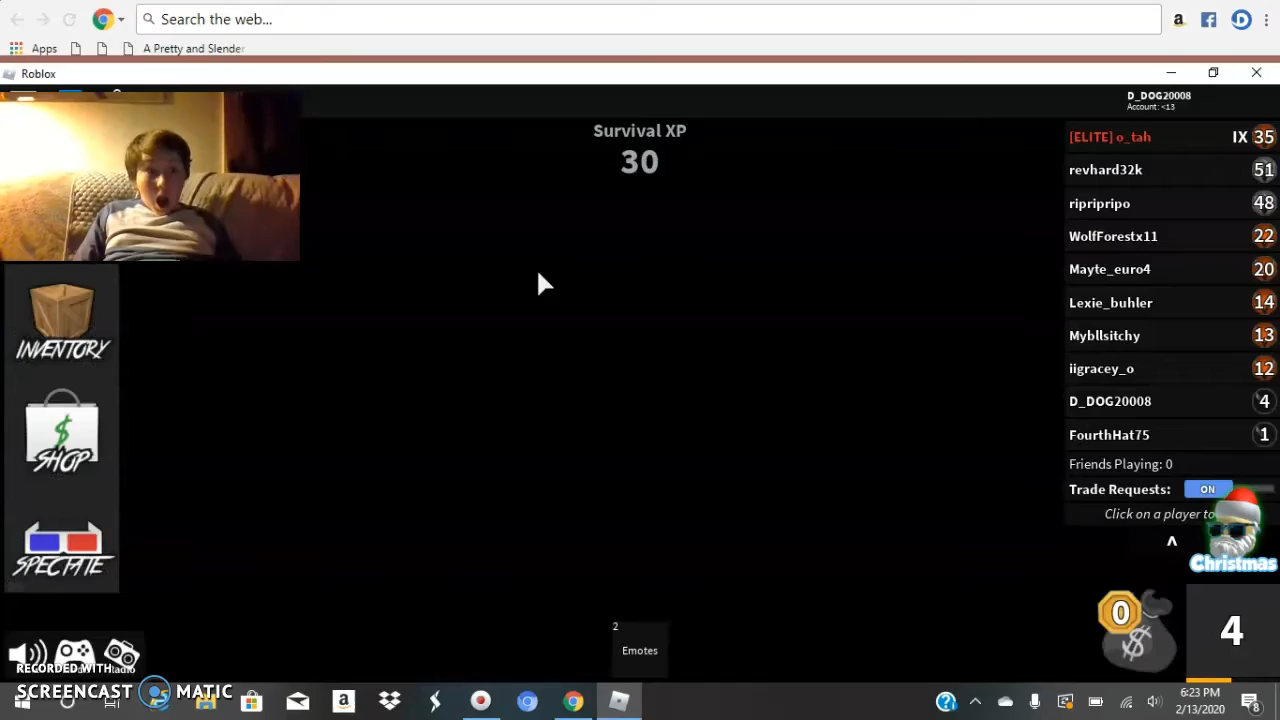 Search the web...
a
Apps
A Pretty and Slender
Roblox
D_DOG20008
Account: <13
Survival XP
30
[ELITE] o_tah IX 35
revhard32k 51
ripripripo 48
WolfForestx11 22
Mayte_euro4 20
Lexie_buhler 14
Mybllsitchy 13
iigracey_o 12
D_DOG20008 4
FourthHat75 1
Friends Playing: 0
Trade Requests: ON
Click on a player to
Christmas
INVENTORY
$
SHOP
SPECTATE
2
Emotes
0
$
4
RECORDED WITH
SCREENCAST MATIC
a
6:23 PM
2/13/2020
8